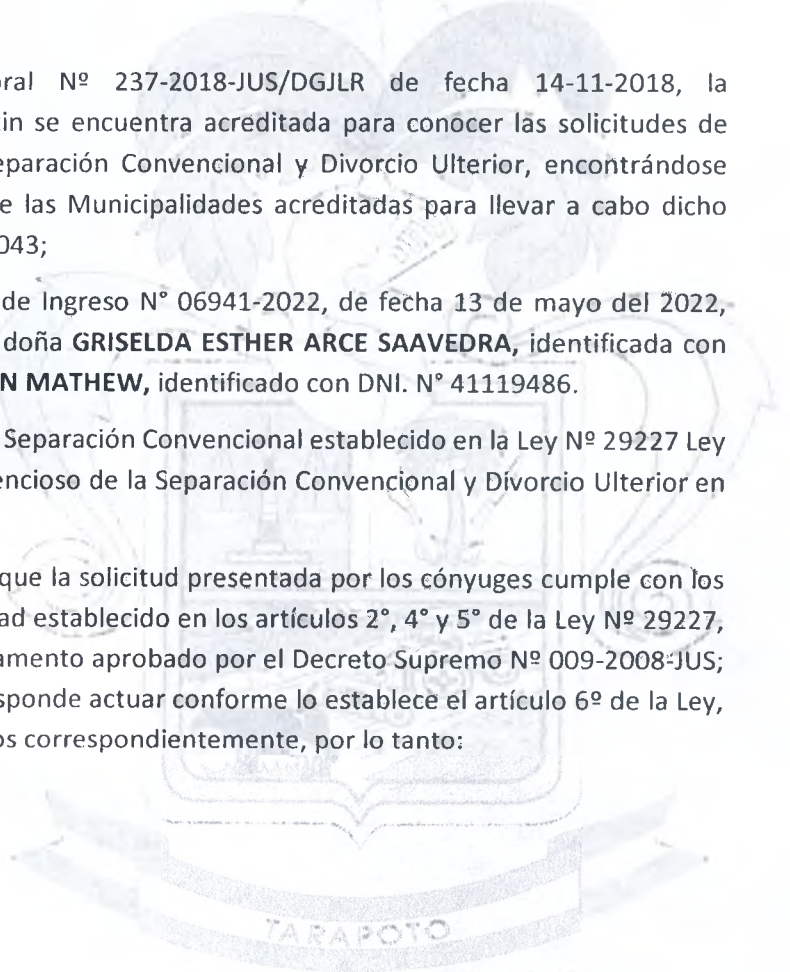 oral Nº 237-2018-JUS/DGJLR de fecha 14-11-2018, la
in se encuentra acreditada para conocer las solicitudes de
eparación Convencional y Divorcio Ulterior, encontrándose
e las Municipalidades acreditadas para llevar a cabo dicho
043;
de Ingreso N° 06941-2022, de fecha 13 de mayo del 2022,
doña GRISELDA ESTHER ARCE SAAVEDRA, identificada con
N MATHEW, identificado con DNI. N° 41119486.
Separación Convencional establecido en la Ley Nº 29227 Ley
encioso de la Separación Convencional y Divorcio Ulterior en
que la solicitud presentada por los cónyuges cumple con los
ad establecido en los artículos 2°, 4° y 5° de la Ley Nº 29227,
amento aprobado por el Decreto Supremo Nº 009-2008-JUS;
sponde actuar conforme lo establece el artículo 6º de la Ley,
os correspondientemente, por lo tanto:
TARAPOTO